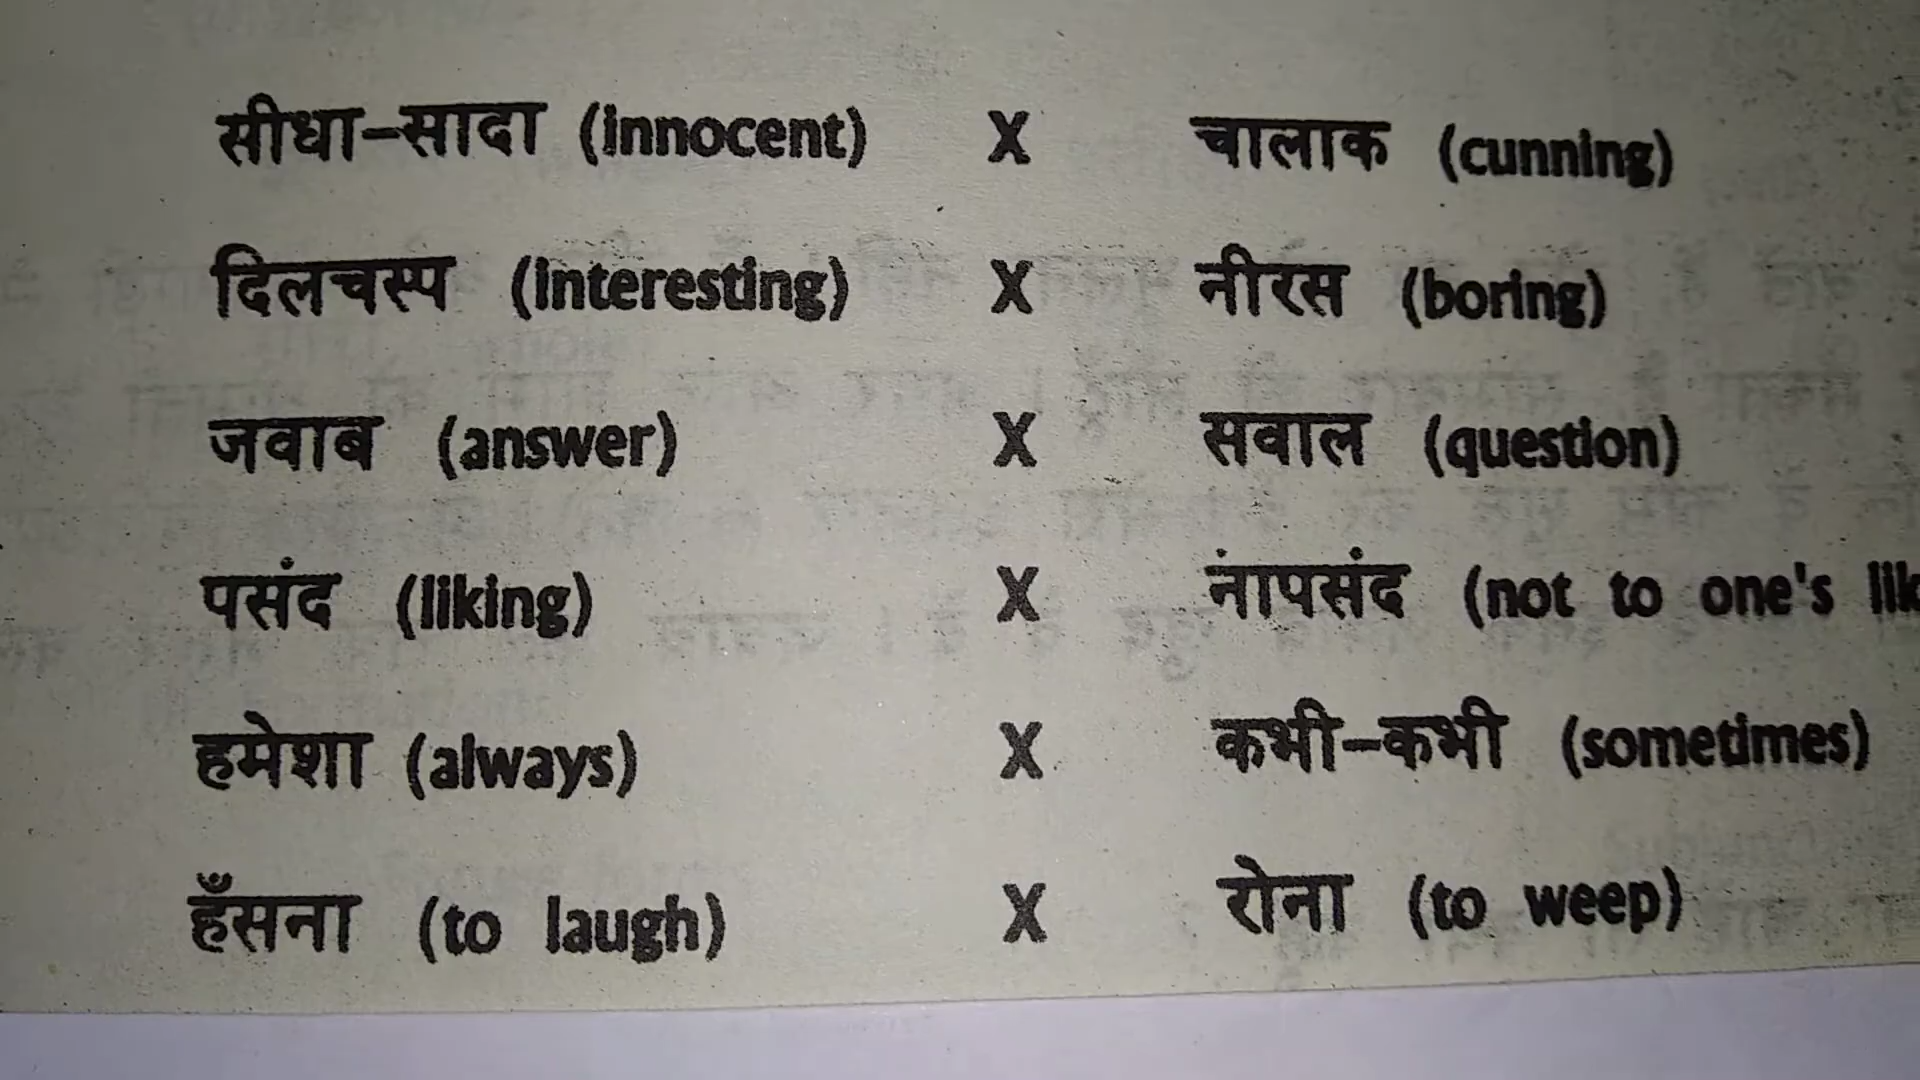 सीधा-सादा (innocent) X चालाक (cunning)
दिलचस्प (interesting) X नीरस (boring)
जवाब (answer) X सवाल (question)
पसंद (liking) X नांपसंद (not to one's
हमेशा (always) X कभी-कभी (sometimes)
हँसना (to laugh) X रोना (to weep)